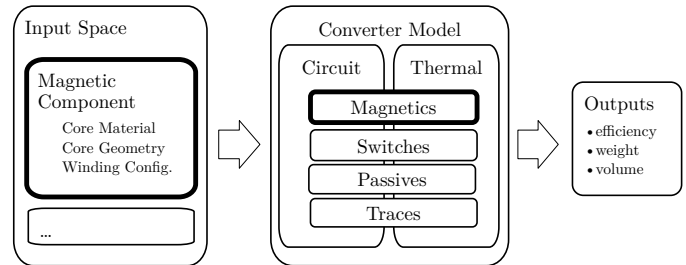 Input Space
Magnetic
Component
Core Material
Core Geometry
Winding Config.
...
Converter Model
Circuit
Thermal
Magnetics
Switches
Passives
Traces
Outputs
• efficiency
• weight
• volume